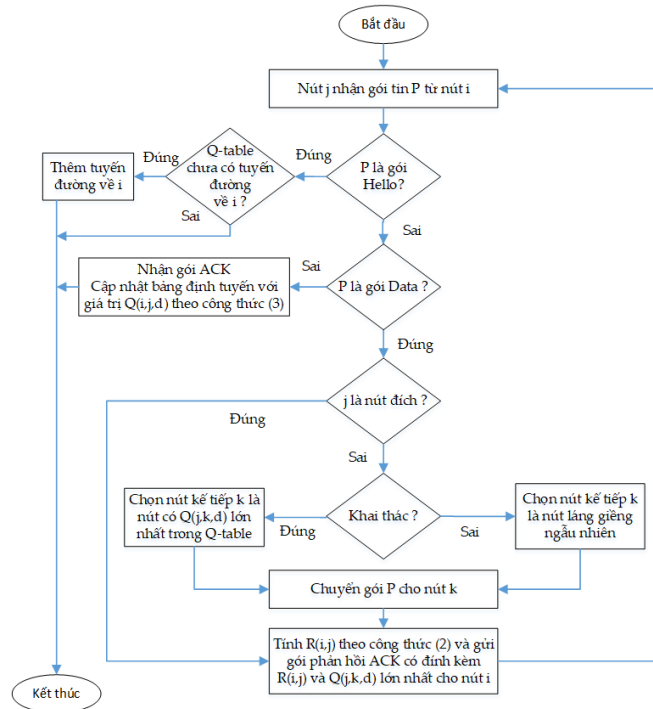 Bắt đầu
Nút j nhận gói tin P từ nút i
P là gói
Hello?
Đúng
Q-table
chưa có tuyến
đường
về i ?
Đúng
Thêm tuyến
đường về i
Sai
Sai
P là gói Data ?
Sai
Nhận gói ACK
Cập nhật bảng định tuyến với
giá trị Q(i,j,d) theo công thức (3)
Đúng
j là nút đích ?
Đúng
Sai
Khai thác ?
Đúng
Sai
Chọn nút kế tiếp k là
nút có Q(j,k,d) lớn
nhất trong Q-table
Chọn nút kế tiếp k
là nút láng giềng
ngẫu nhiên
Chuyển gói P cho nút k
Tính R(i,j) theo công thức (2) và gửi
gói phản hồi ACK có đính kèm
R(i,j) và Q(j,k,d) lớn nhất cho nút i
Kết thúc